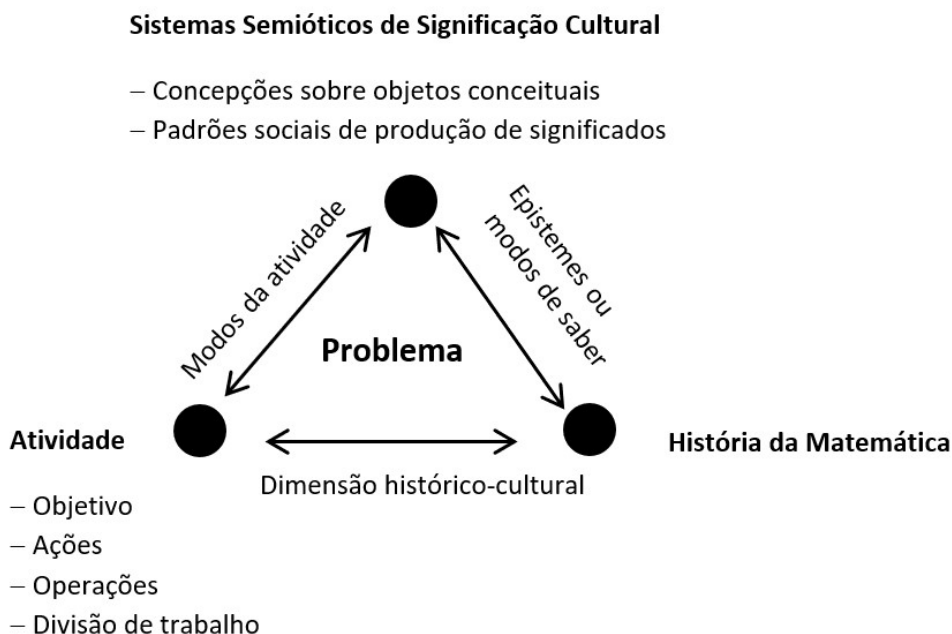 Sistemas Semióticos de Significação Cultural
– Concepções sobre objetos conceituais
– Padrões sociais de produção de significados
Modos da atividade
Epistemes ou
modos de saber
Problema
Atividade
História da Matemática
Dimensão histórico-cultural
– Objetivo
– Ações
– Operações
– Divisão de trabalho